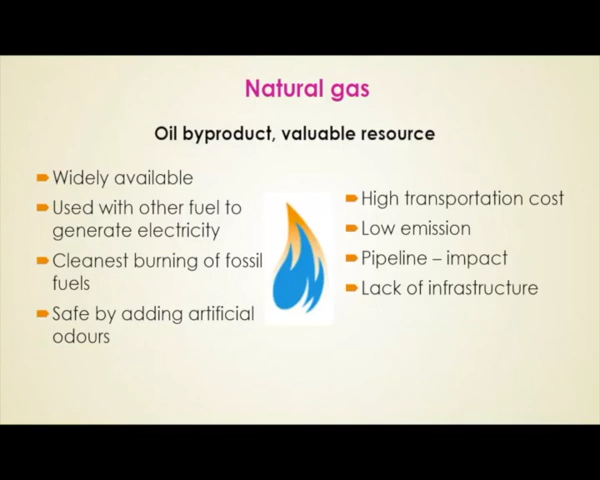 Natural gas
Oil byproduct, valuable resource
Widely available
Used with other fuel to
generate electricity
Cleanest burning of fossil
fuels
Safe by adding artificial
odours
High transportation cost
Low emission
Pipeline – impact
Lack of infrastructure